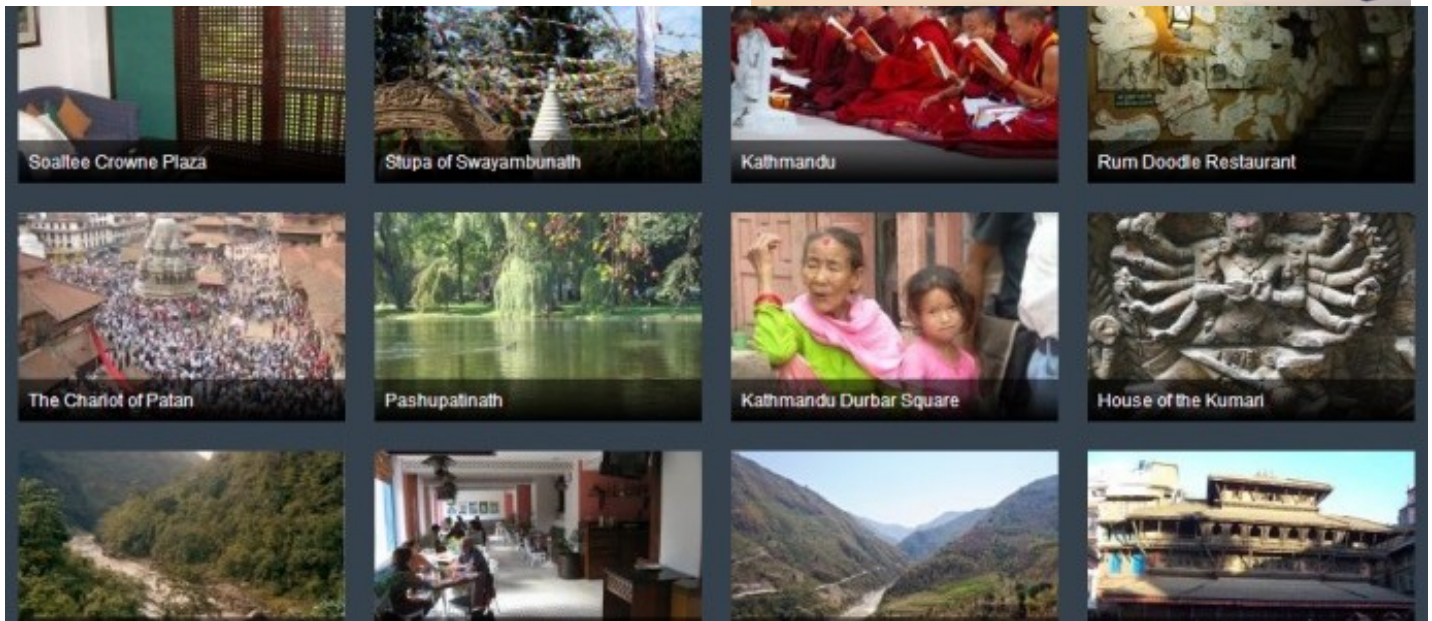 Soaltee Crowne Plaza
Stupa of Swayambunath
Kathmandu
Rum Doodle Restaurant
The Chariot of Patan
Pashupatinath
Kathmandu Durbar Square
House of the Kumari